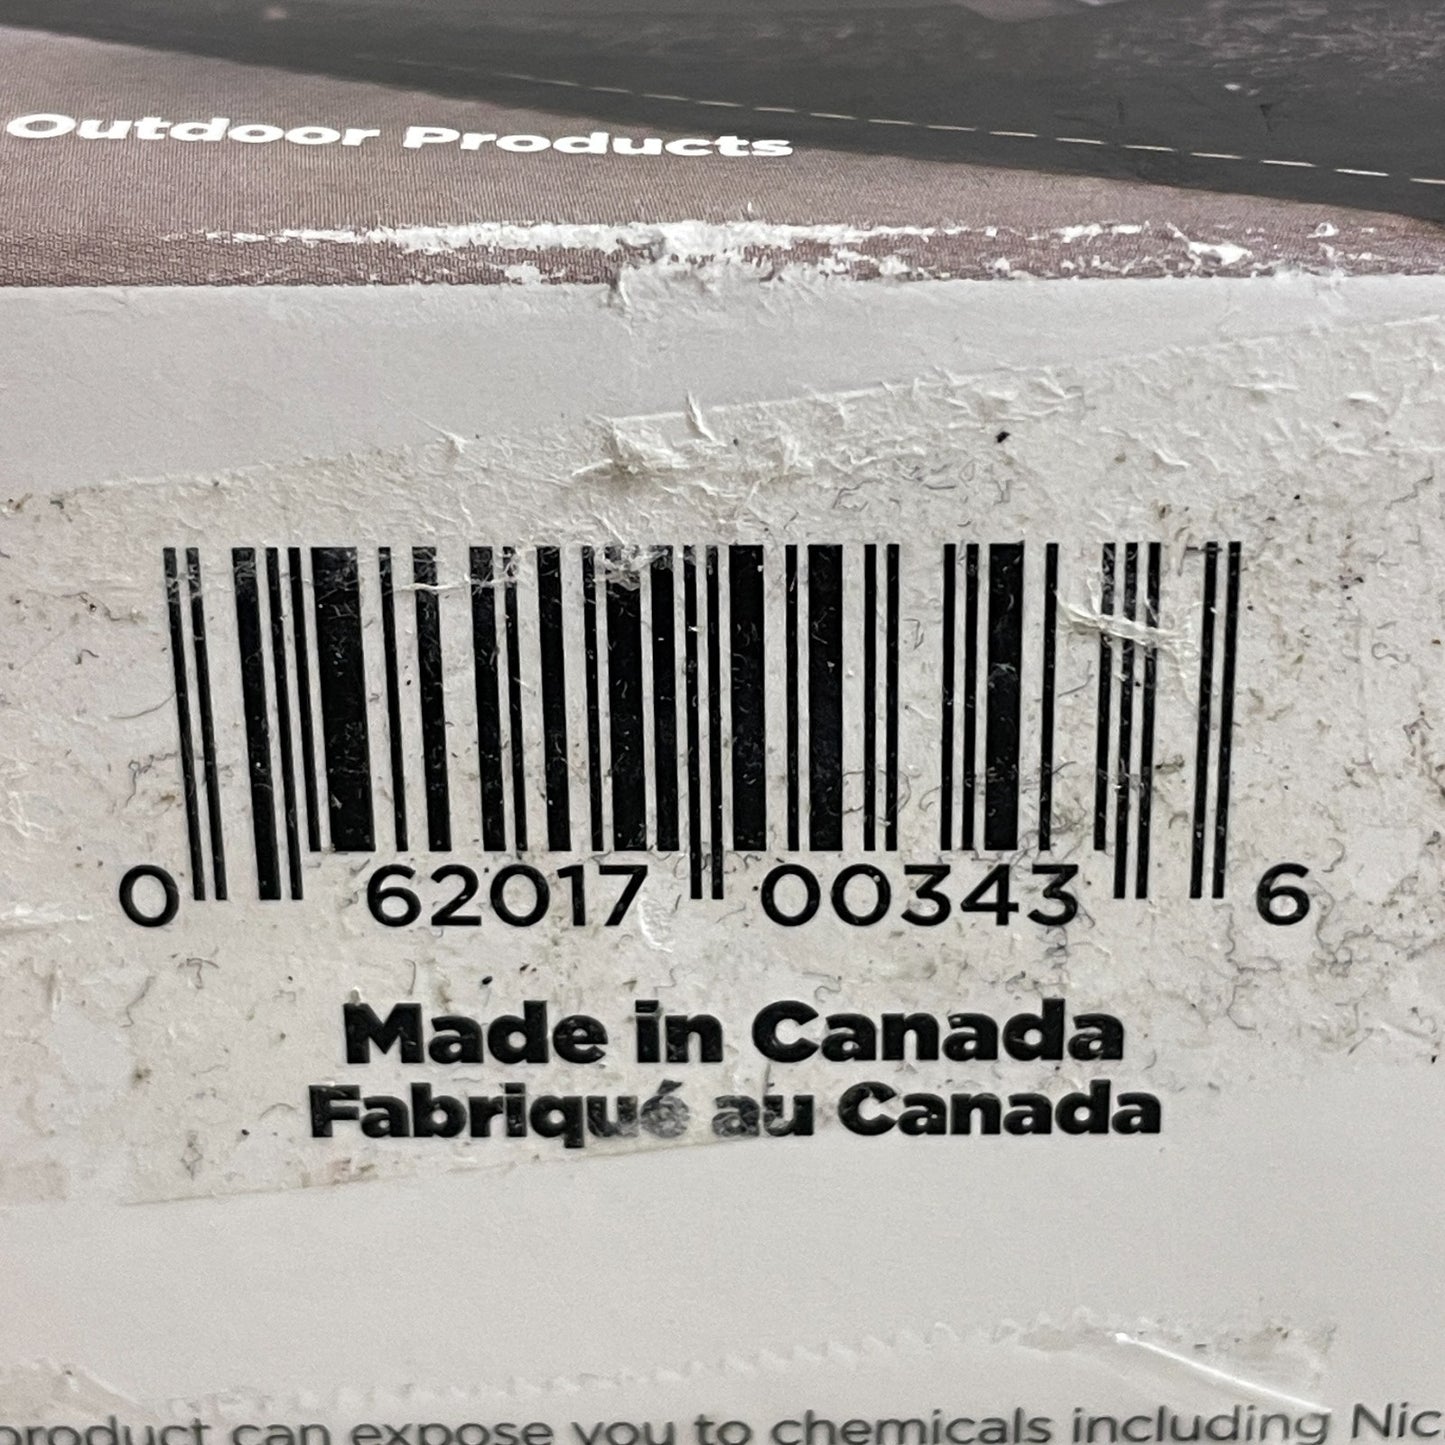 Outdoor Products
0 62017 00343 6
Made in Canada
Fabriqué au Canada
product can expose you to chemicals including Nic